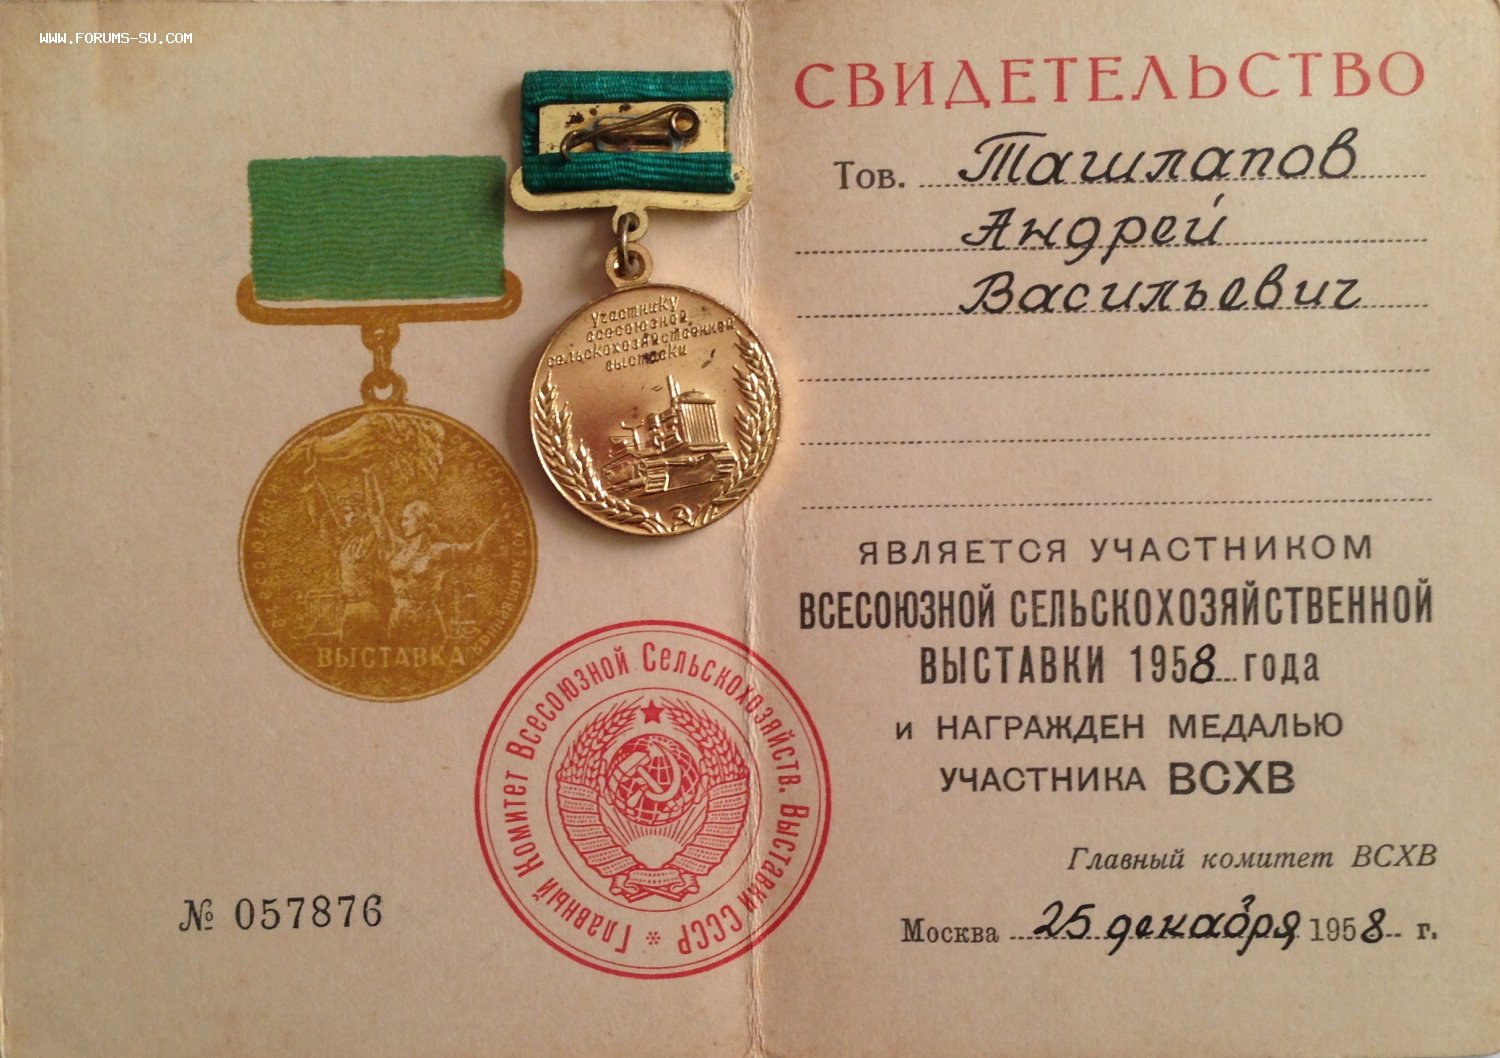 www.forums-su.com
СВИДЕТЕЛЬСТВО
Тов. Ташлапов
Андрей
Васильевич
ЯВЛЯЕТСЯ УЧАСТНИКОМ
ВСЕСОЮЗНОЙ СЕЛЬСКОХОЗЯЙСТВЕННОЙ
ВЫСТАВКИ 1958 года
и НАГРАЖДЕН МЕДАЛЬЮ
УЧАСТНИКА ВСХВ
Главный комитет ВСХВ
Москва 25 декабря 1958 г.
участнику
всесоюзной
сельскохозяйственной
выставки
ВСЕСОЮЗНАЯ СЕЛЬСКОХОЗЯЙСТВЕННАЯ
ВЫСТАВКА
Главный Комитет Всесоюзной Сельскохозяйств. Выставки СССР *
№ 057876